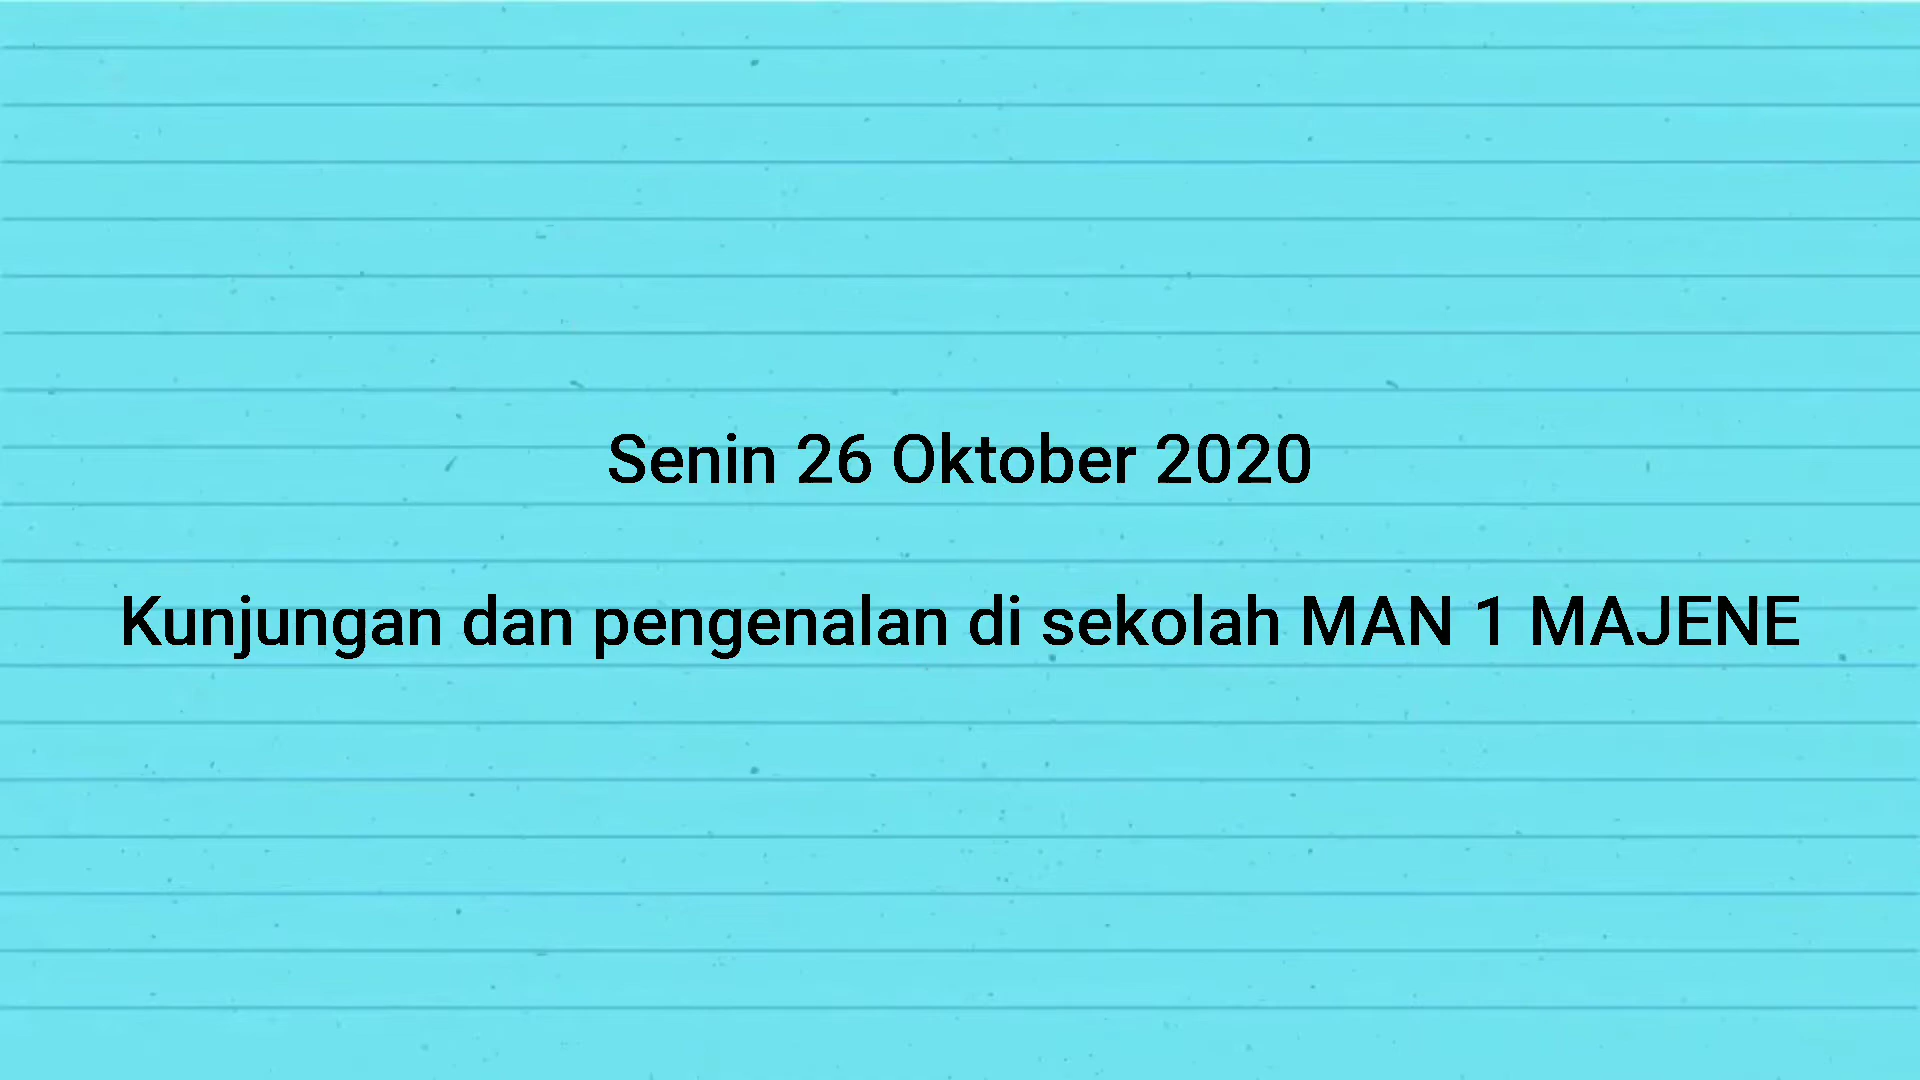 Senin 26 Oktober 2020
Kunjungan dan pengenalan di sekolah MAN 1 MAJENE